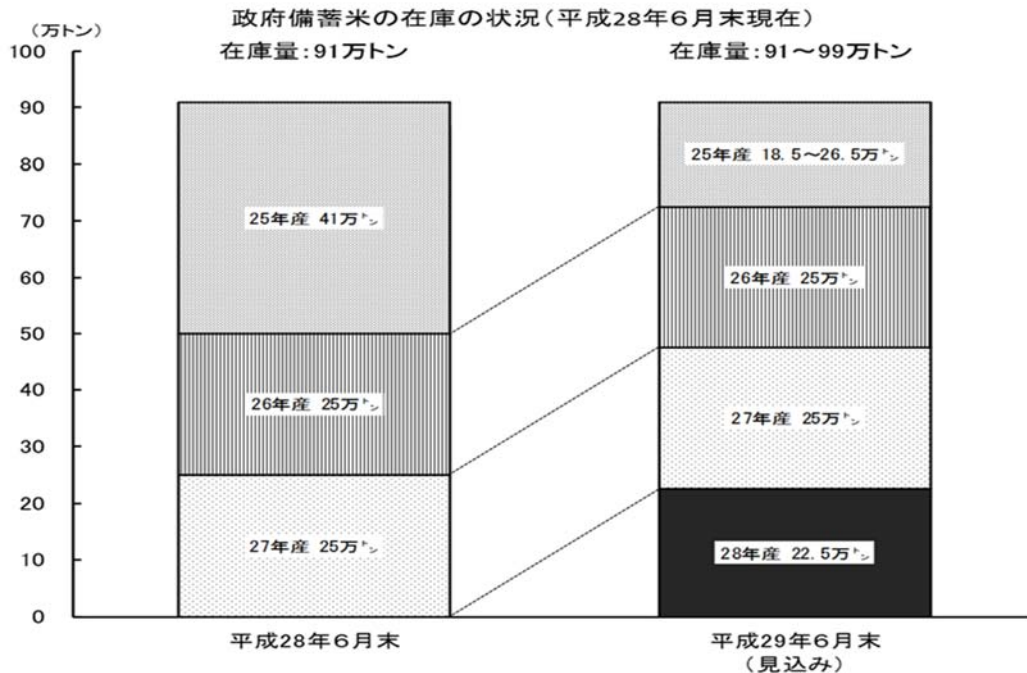 政府備蓄米の在庫の状況（平成28年６月末現在）
（万トン）
在庫量：91万トン
在庫量：91～99万トン
100
90
80
70
60
50
40
30
20
10
0
25年産 41万㌧
26年産 25万㌧
27年産 25万㌧
25年産 18.5～26.5万㌧
26年産 25万㌧
27年産 25万㌧
28年産 22.5万㌧
平成28年６月末
平成29年６月末
（見込み）